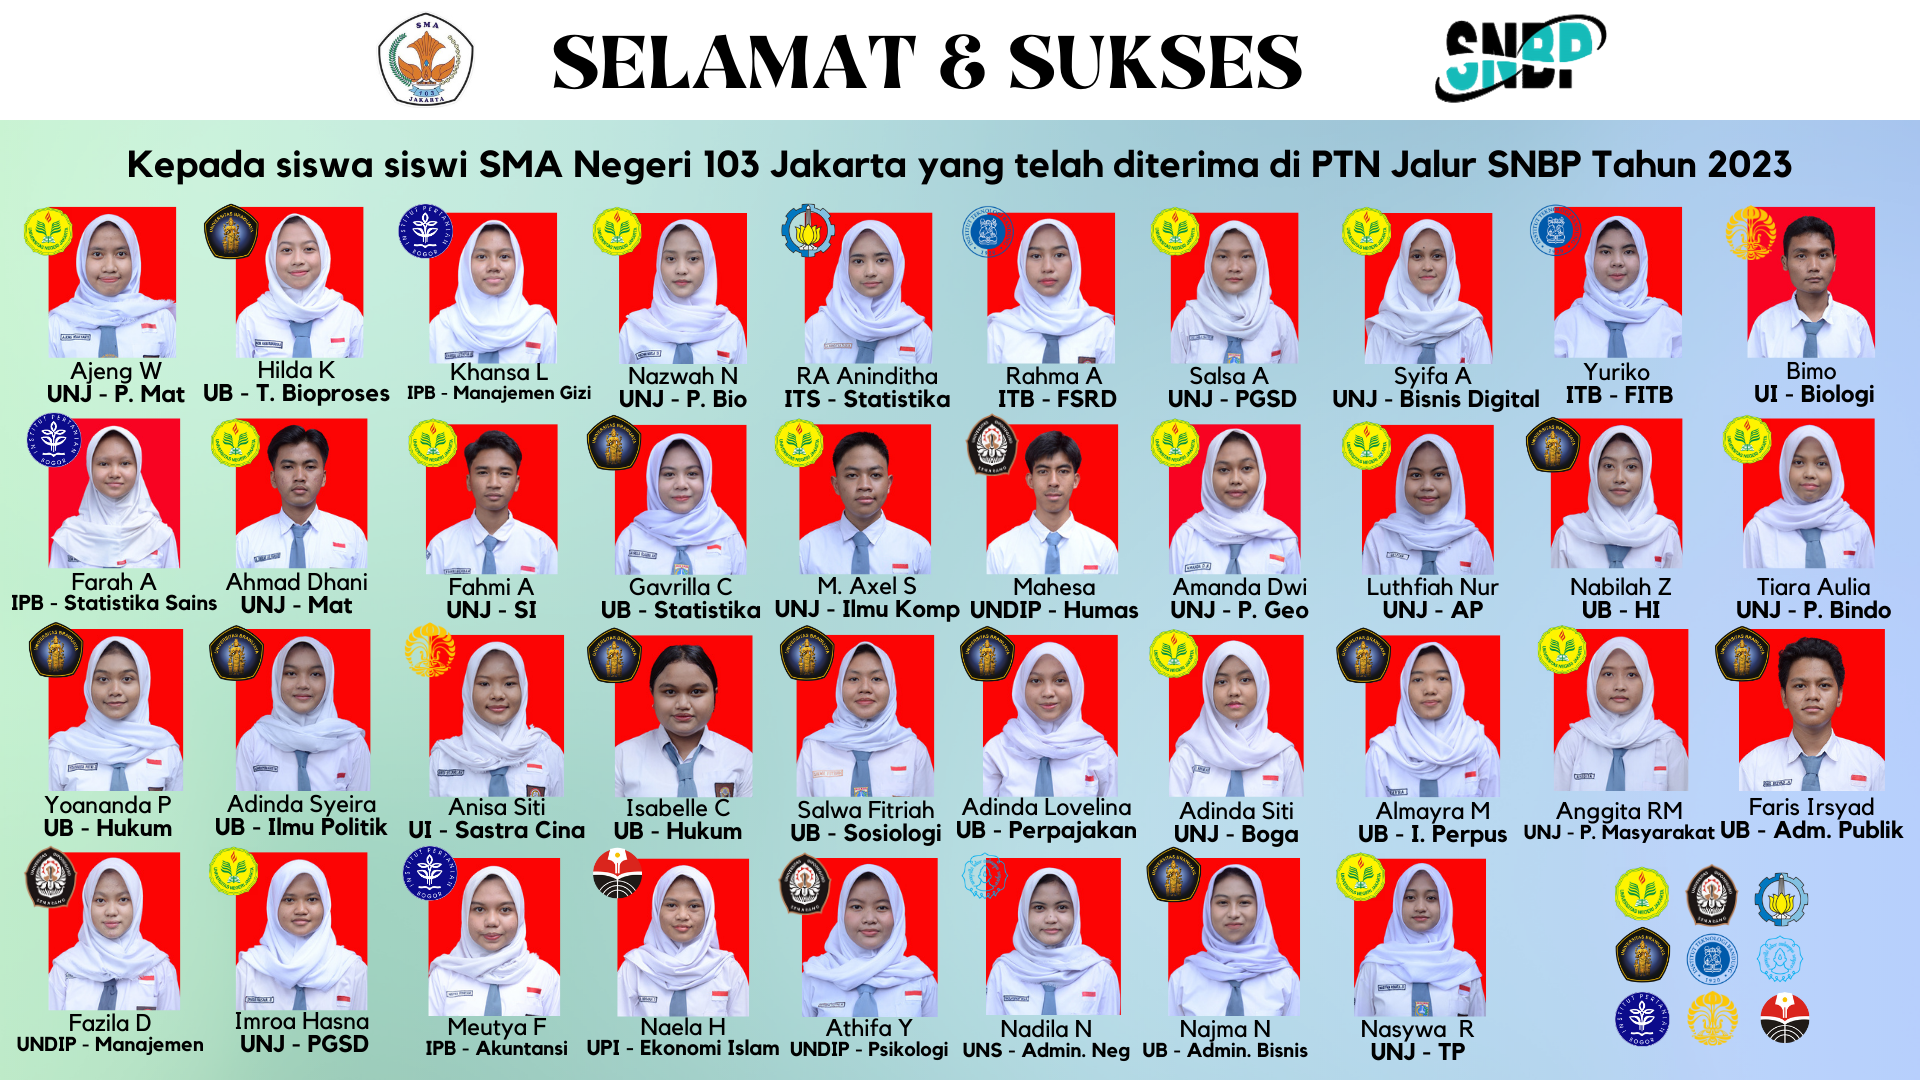 SMA
103
JAKARTA
SELAMAT & SUKSES
SNBP
Kepada siswa siswi SMA Negeri 103 Jakarta yang telah diterima di PTN Jalur SNBP Tahun 2023
Ajeng W
UNJ - P. Mat
Hilda K
UB - T. Bioproses
Khansa L
IPB - Manajemen Gizi
Nazwah N
UNJ - P. Bio
RA Aninditha
ITS - Statistika
Rahma A
ITB - FSRD
Salsa A
UNJ - PGSD
Syifa A
UNJ - Bisnis Digital
Yuriko
ITB - FITB
Bimo
UI - Biologi
Farah A
IPB - Statistika Sains
Ahmad Dhani
UNJ - Mat
Fahmi A
UNJ - SI
Gavrilla C
UB - Statistika
M. Axel S
UNJ - Ilmu Komp
Mahesa
UNDIP - Humas
Amanda Dwi
UNJ - P. Geo
Luthfiah Nur
UNJ - AP
Nabilah Z
UB - HI
Tiara Aulia
UNJ - P. Bindo
Yoananda P
UB - Hukum
Adinda Syeira
UB - Ilmu Politik
Anisa Siti
UI - Sastra Cina
Isabelle C
UB - Hukum
Salwa Fitriah
UB - Sosiologi
Adinda Lovelina
UB - Perpajakan
Adinda Siti
UNJ - Boga
Almayra M
UB - I. Perpus
Anggita RM
UNJ - P. Masyarakat
Faris Irsyad
UB - Adm. Publik
Fazila D
UNDIP - Manajemen
Imroa Hasna
UNJ - PGSD
Meutya F
IPB - Akuntansi
Naela H
UPI - Ekonomi Islam
Athifa Y
UNDIP - Psikologi
Nadila N
UNS - Admin. Neg
Najma N
UB - Admin. Bisnis
Nasywa R
UNJ - TP